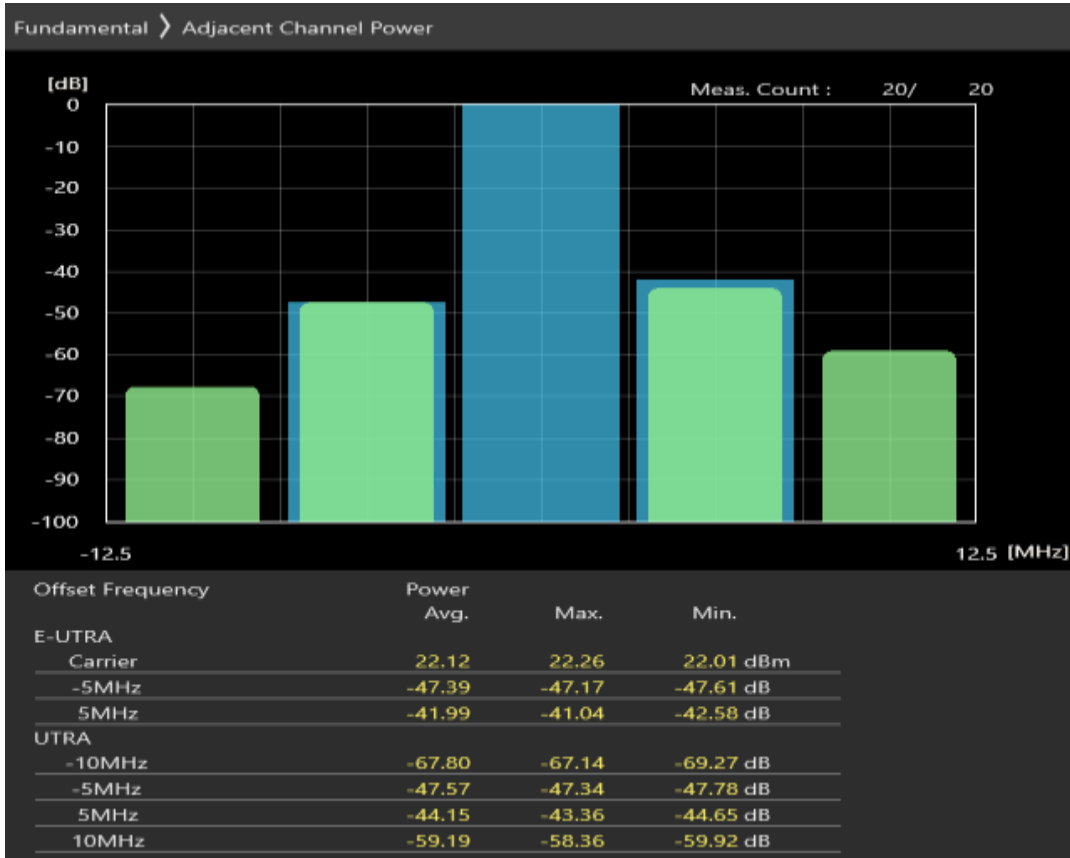 Fundamental 〉 Adjacent Channel Power
[dB]
Meas. Count : 20/ 20
0
-10
-20
-30
-40
-50
-60
-70
-80
-90
-100
-12.5 12.5 [MHz]
Offset Frequency Power
Avg. Max. Min.
E-UTRA
Carrier 22.12 22.26 22.01 dBm
-5MHz -47.39 -47.17 -47.61 dB
5MHz -41.99 -41.04 -42.58 dB
UTRA
-10MHz -67.80 -67.14 -69.27 dB
-5MHz -47.57 -47.34 -47.78 dB
5MHz -44.15 -43.36 -44.65 dB
10MHz -59.19 -58.36 -59.92 dB